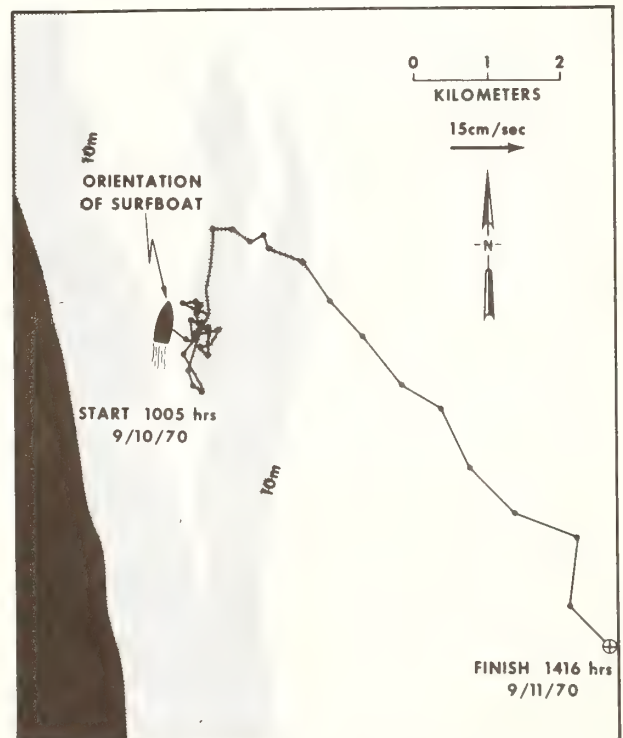 0 1 2
KILOMETERS
15cm/sec
10m
ORIENTATION
OF SURFBOAT
-N-
START 1005 hrs
9/10/70
10m
FINISH 1416 hrs
9/11/70